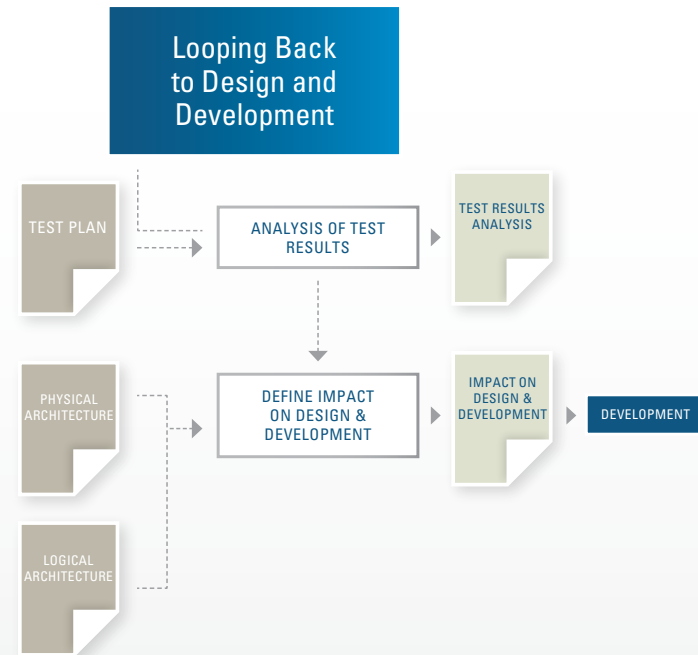 Looping Back
to Design and
Development
TEST PLAN
ANALYSIS OF TEST
RESULTS
TEST RESULTS
ANALYSIS
PHYSICAL
ARCHITECTURE
DEFINE IMPACT
ON DESIGN &
DEVELOPMENT
IMPACT ON
DESIGN &
DEVELOPMENT
DEVELOPMENT
LOGICAL
ARCHITECTURE